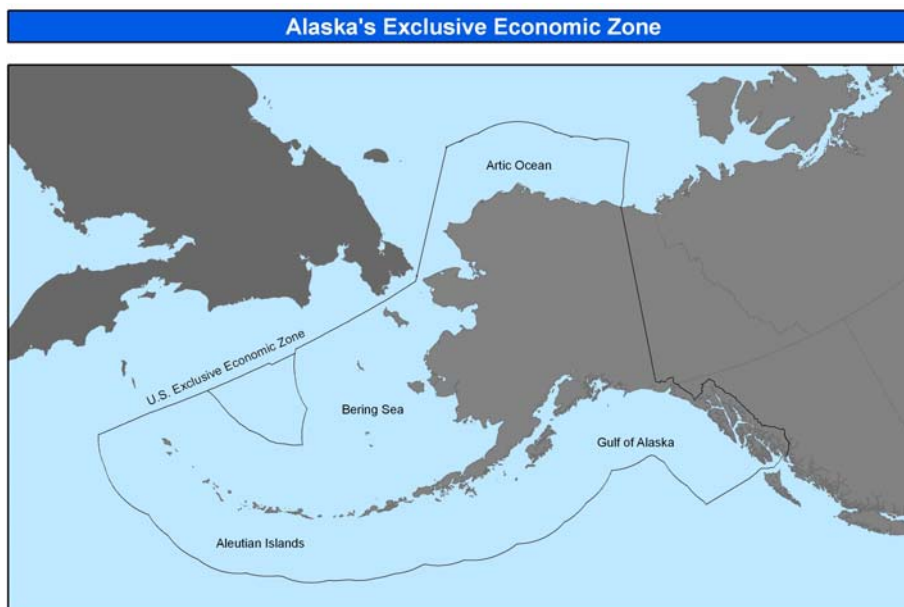 Alaska's Exclusive Economic Zone
Artic Ocean
U.S. Exclusive Economic Zone
Bering Sea
Gulf of Alaska
Aleutian Islands